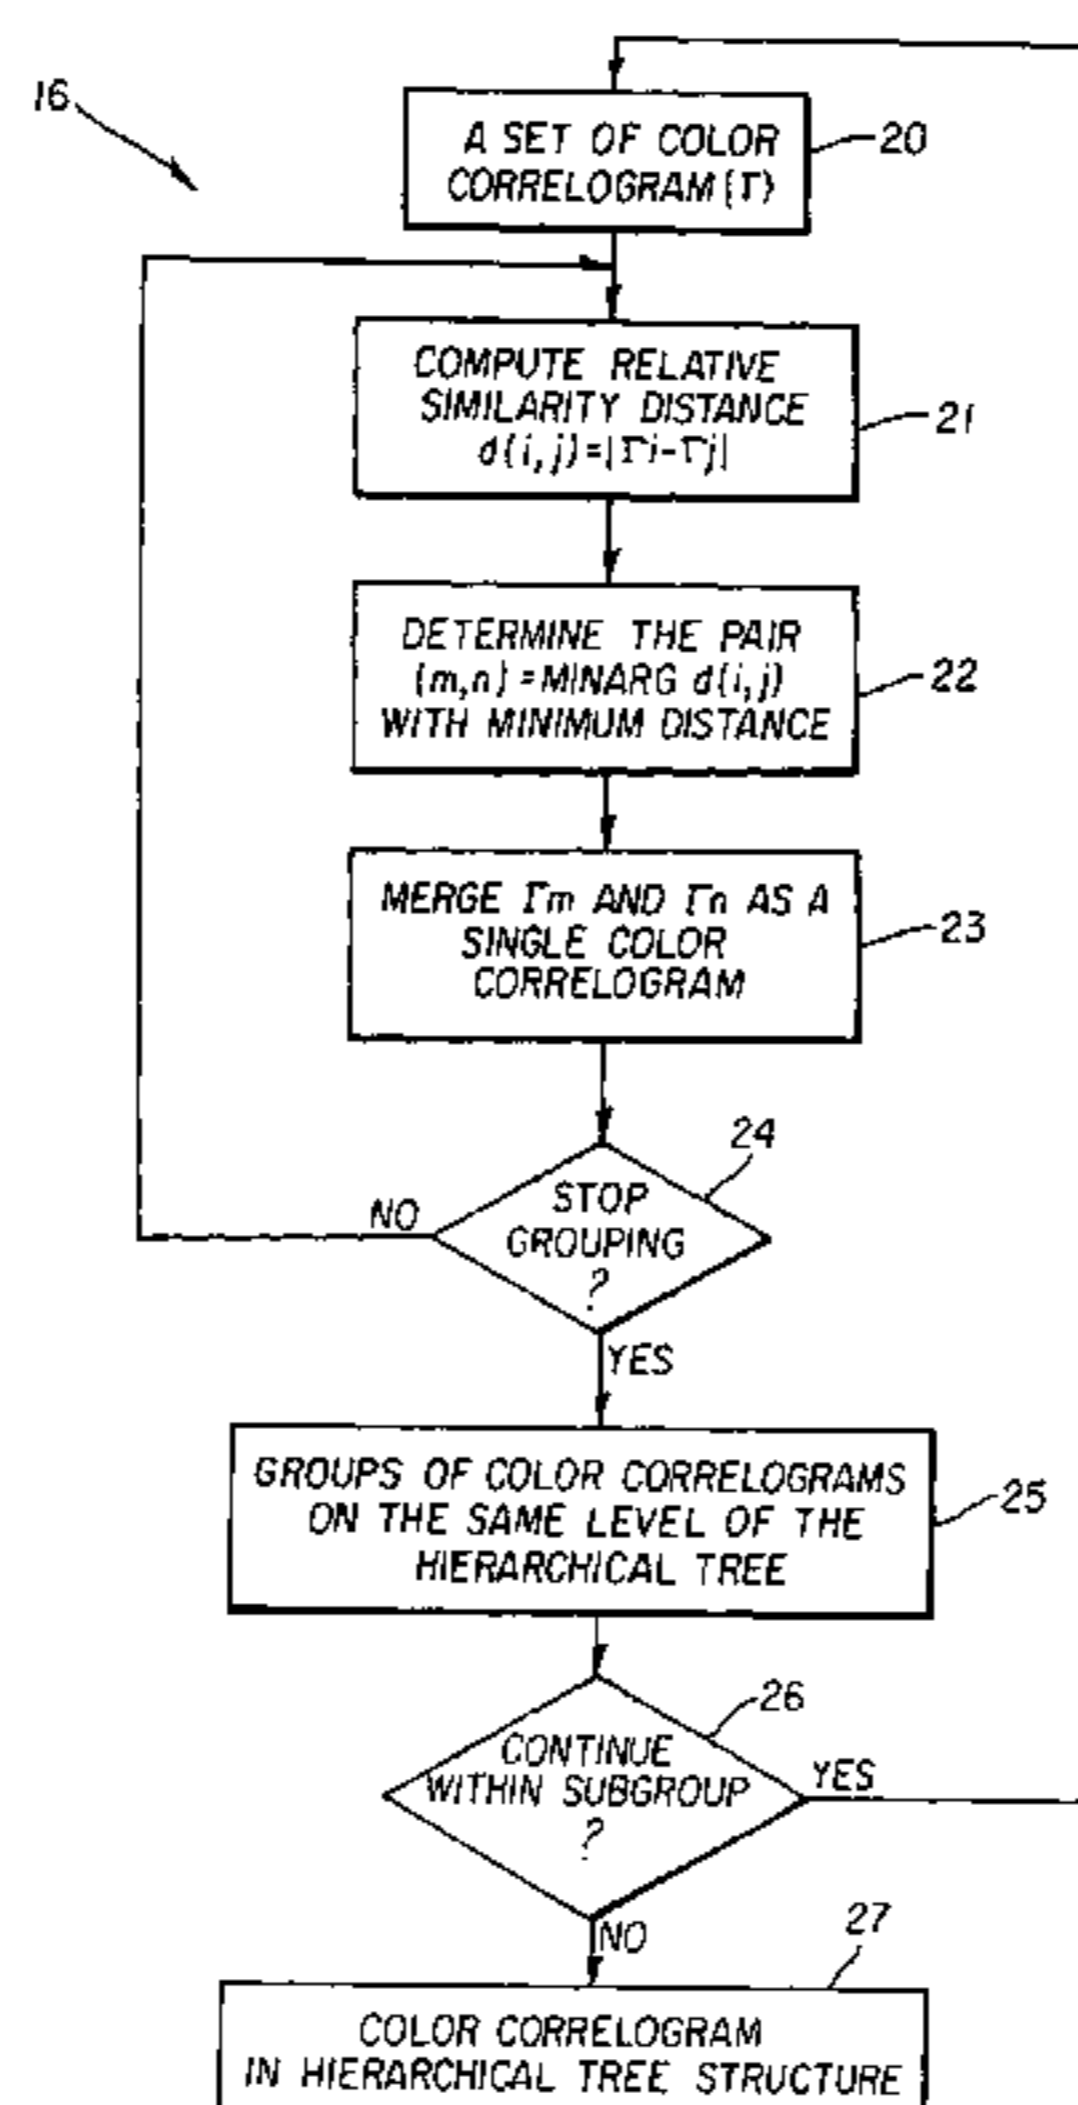 16
A SET OF COLOR
CORRELOGRAM {Γ}
20
COMPUTE RELATIVE
SIMILARITY DISTANCE
d(i,j)=|Γi-Γj|
21
DETERMINE THE PAIR
(m,n)=MINARG d(i,j)
WITH MINIMUM DISTANCE
22
MERGE Γm AND Γn AS A
SINGLE COLOR
CORRELOGRAM
23
24
STOP
GROUPING
?
NO
YES
GROUPS OF COLOR CORRELOGRAMS
ON THE SAME LEVEL OF THE
HIERARCHICAL TREE
25
26
CONTINUE
WITHIN SUBGROUP
?
YES
NO
27
COLOR CORRELOGRAM
IN HIERARCHICAL TREE STRUCTURE